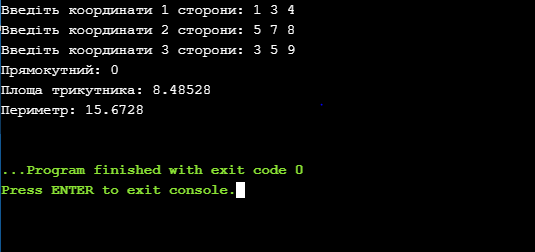 Введіть координати 1 сторони: 1 3 4
Введіть координати 2 сторони: 5 7 8
Введіть координати 3 сторони: 3 5 9
Прямокутний: 0
Площа трикутника: 8.48528
Периметр: 15.6728
...Program finished with exit code 0
Press ENTER to exit console.